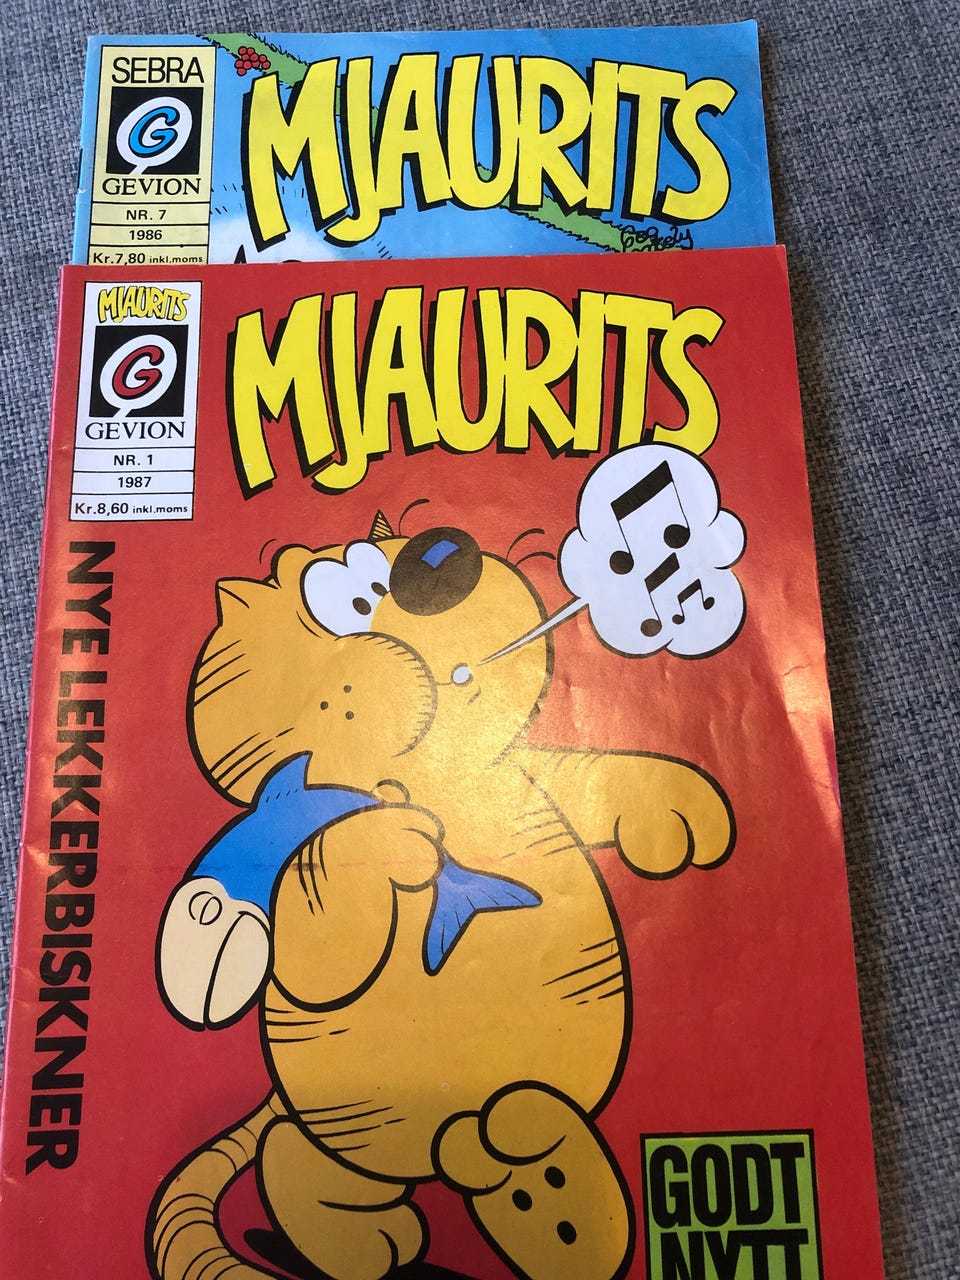 SEBRA
G
GEVION
NR. 7
1986
Kr.7,80 inkl.moms
MJAURITS
MJAURITS
G
GEVION
NR. 1
1987
Kr.8,60 inkl.moms
MJAURITS
NYE LEKKERBISKNER
GODT
NYTT